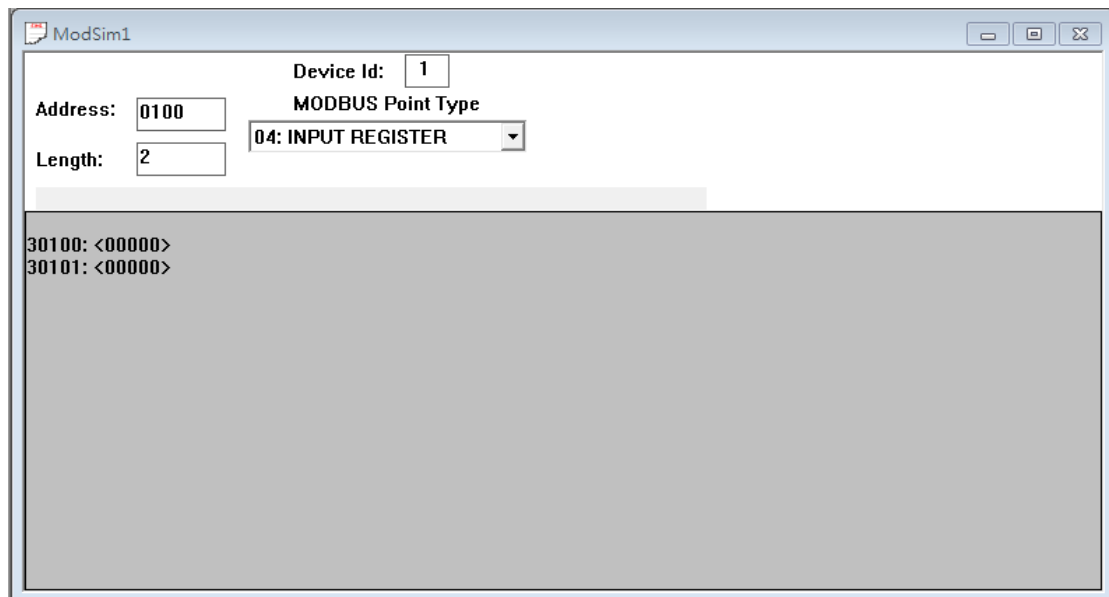 ModSim1
Device Id: 1
Address: 0100
MODBUS Point Type
04: INPUT REGISTER
Length: 2
30100: <00000>
30101: <00000>